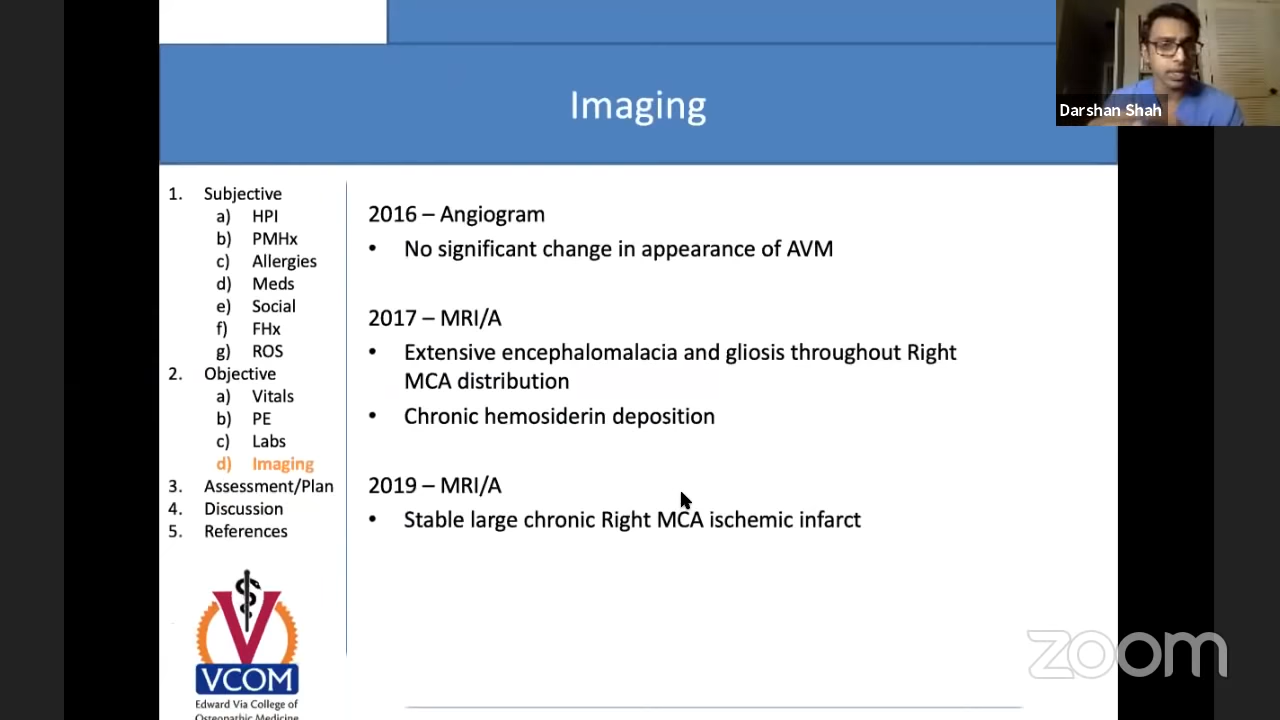 Imaging
Darshan Shah
1. Subjective
a) HPI
b) PMHx
c) Allergies
d) Meds
e) Social
f) FHx
g) ROS
2. Objective
a) Vitals
b) PE
c) Labs
d) Imaging
3. Assessment/Plan
4. Discussion
5. References
2016 – Angiogram
• No significant change in appearance of AVM
2017 – MRI/A
• Extensive encephalomalacia and gliosis throughout Right
MCA distribution
• Chronic hemosiderin deposition
2019 – MRI/A
• Stable large chronic Right MCA ischemic infarct
V
VCOM
Edward Via College of
Osteopathic Medicine
zoom